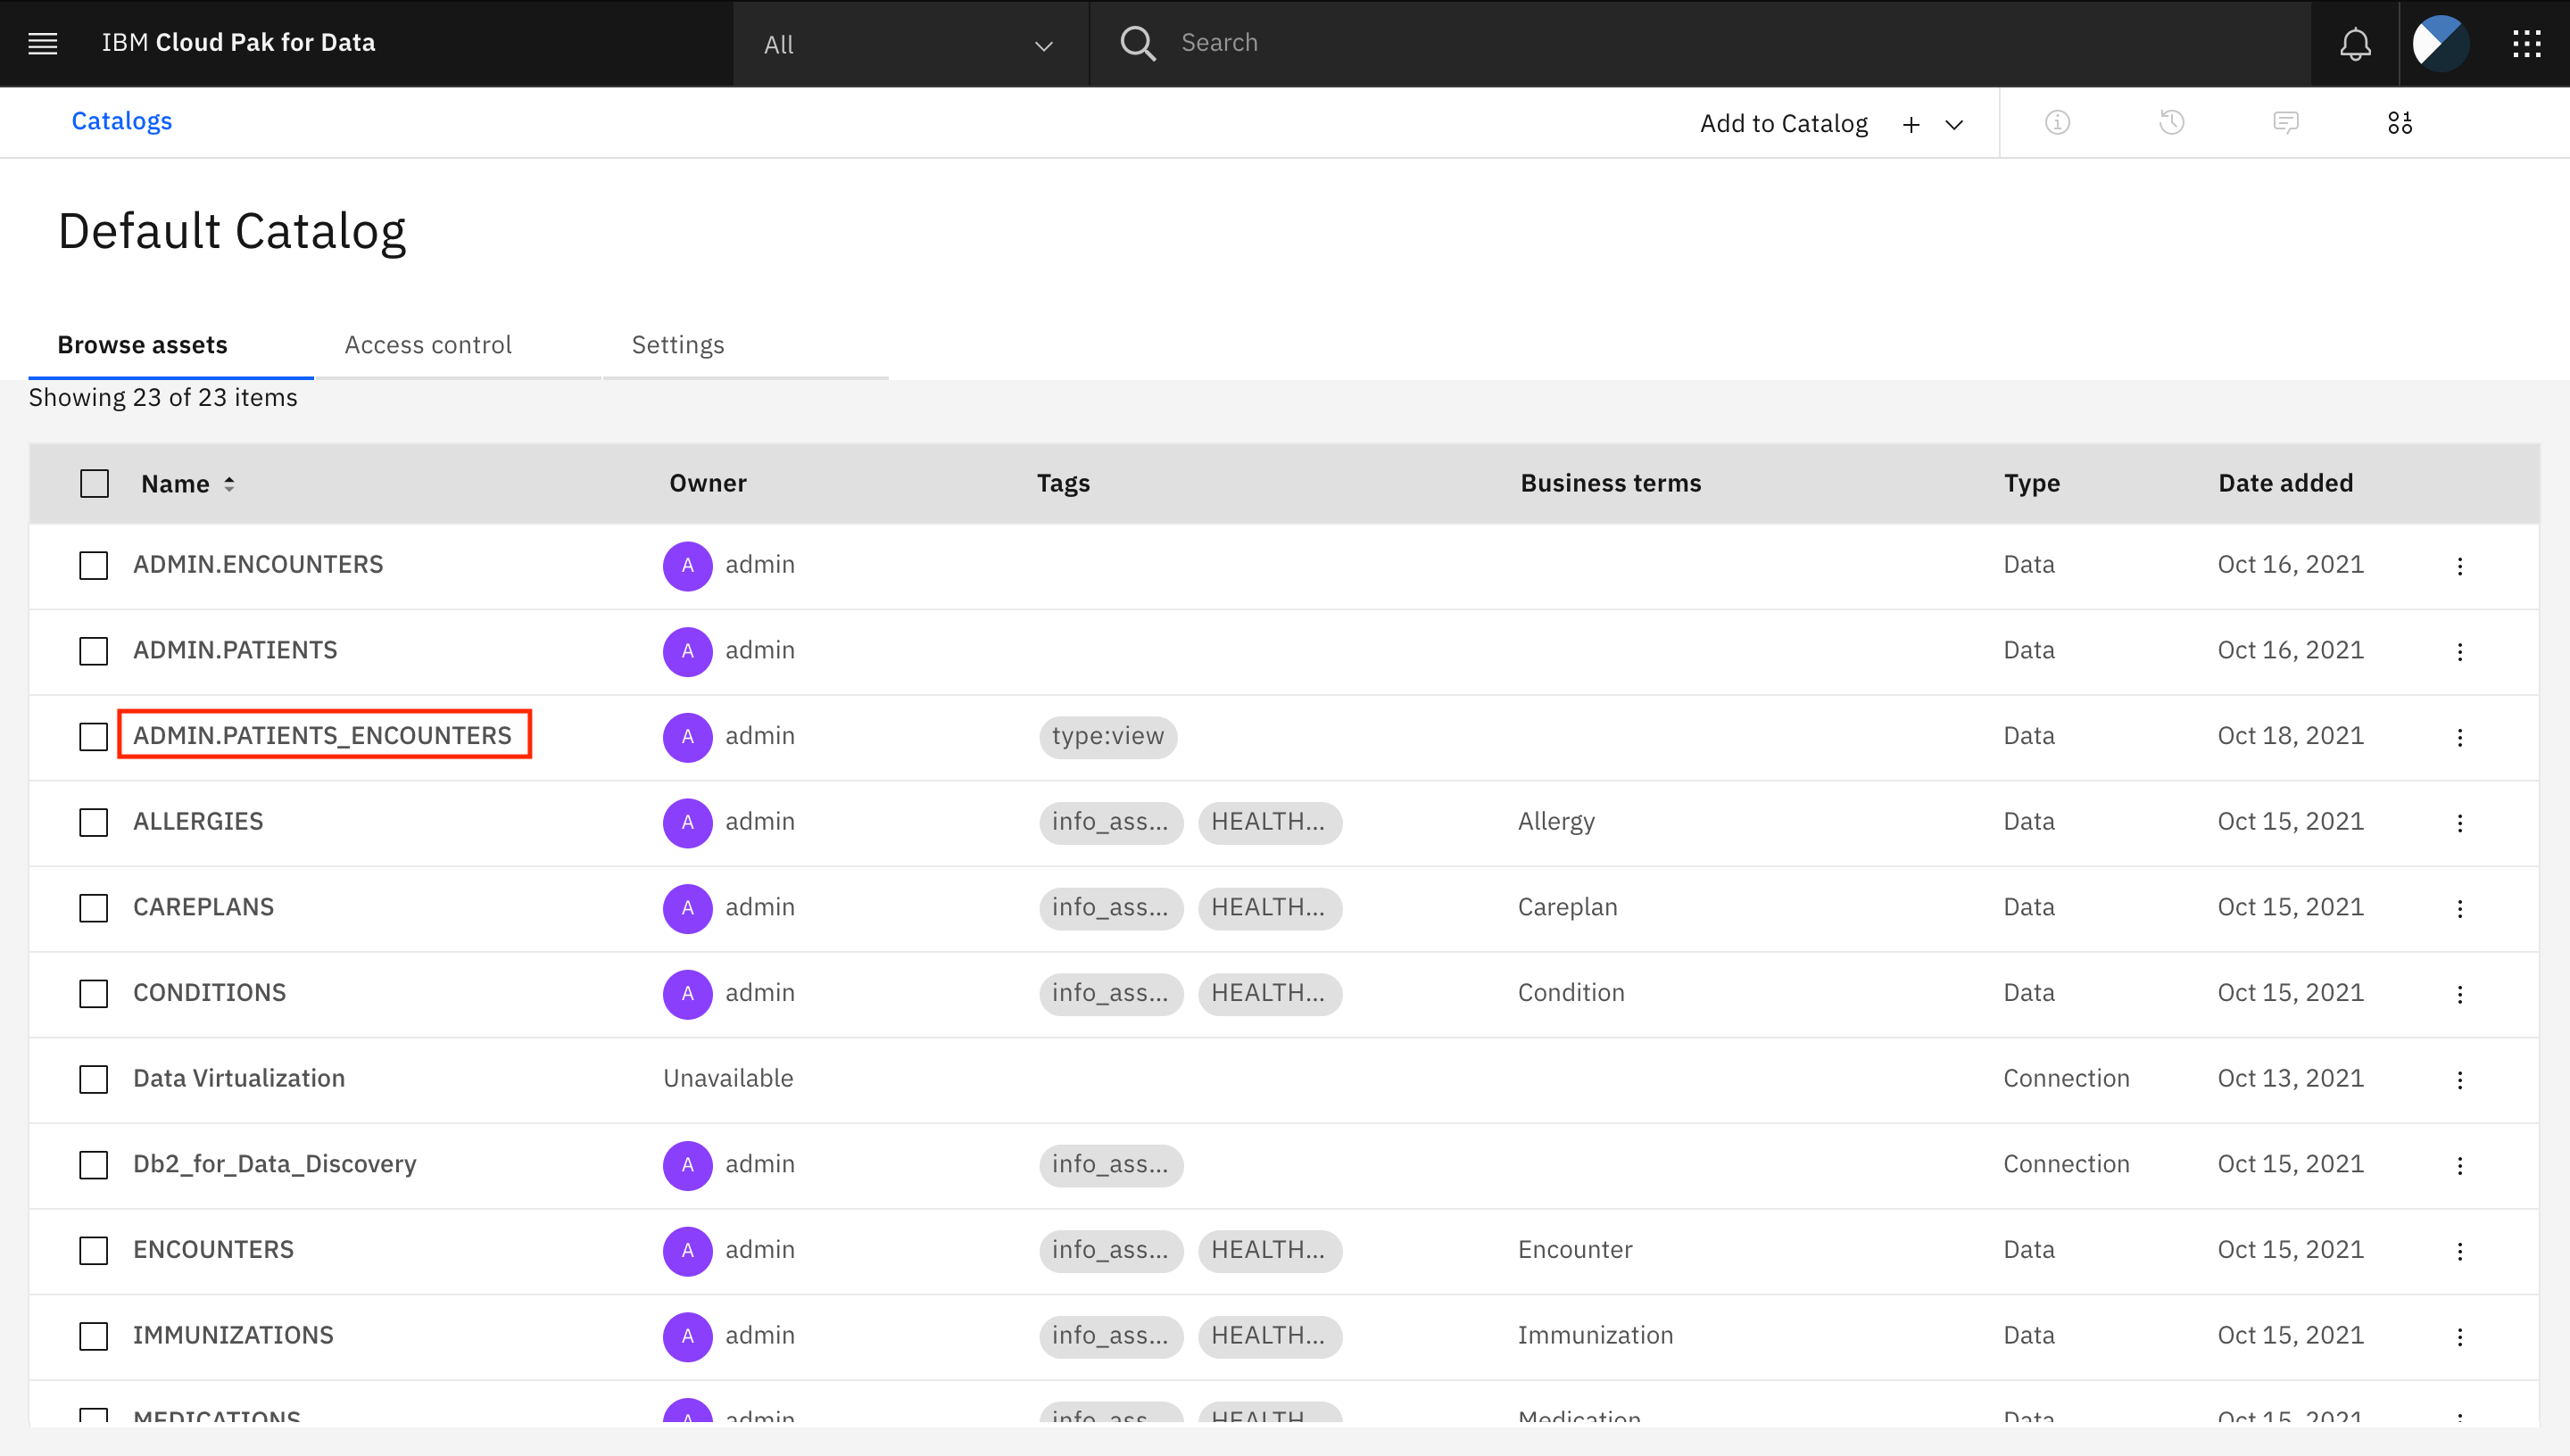 IBM Cloud Pak for Data All Search
Catalogs Add to Catalog
Default Catalog
Browse assets Access control Settings
Showing 23 of 23 items
Name Owner Tags Business terms Type Date added
ADMIN.ENCOUNTERS A admin Data Oct 16, 2021
ADMIN.PATIENTS A admin Data Oct 16, 2021
ADMIN.PATIENTS_ENCOUNTERS A admin type:view Data Oct 18, 2021
ALLERGIES A admin info_ass... HEALTH... Allergy Data Oct 15, 2021
CAREPLANS A admin info_ass... HEALTH... Careplan Data Oct 15, 2021
CONDITIONS A admin info_ass... HEALTH... Condition Data Oct 15, 2021
Data Virtualization Unavailable Connection Oct 13, 2021
Db2_for_Data_Discovery A admin info_ass... Connection Oct 15, 2021
ENCOUNTERS A admin info_ass... HEALTH... Encounter Data Oct 15, 2021
IMMUNIZATIONS A admin info_ass... HEALTH... Immunization Data Oct 15, 2021
MEDICATIONS A admin info_ass... HEALTH... Medication Data Oct 15, 2021